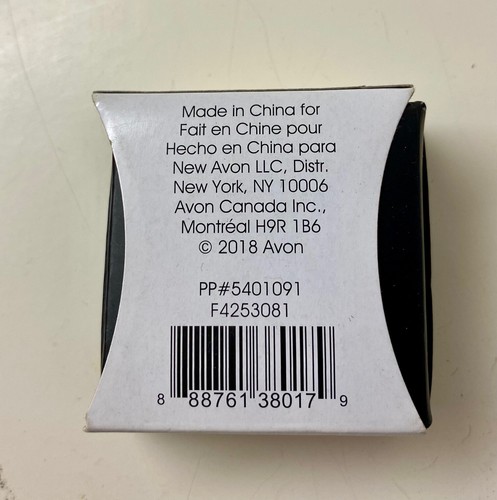 Made in China for
Fait en Chine pour
Hecho en China para
New Avon LLC, Distr.
New York, NY 10006
Avon Canada Inc.,
Montréal H9R 1B6
© 2018 Avon
PP#5401091
F4253081
8 88761 38017 9